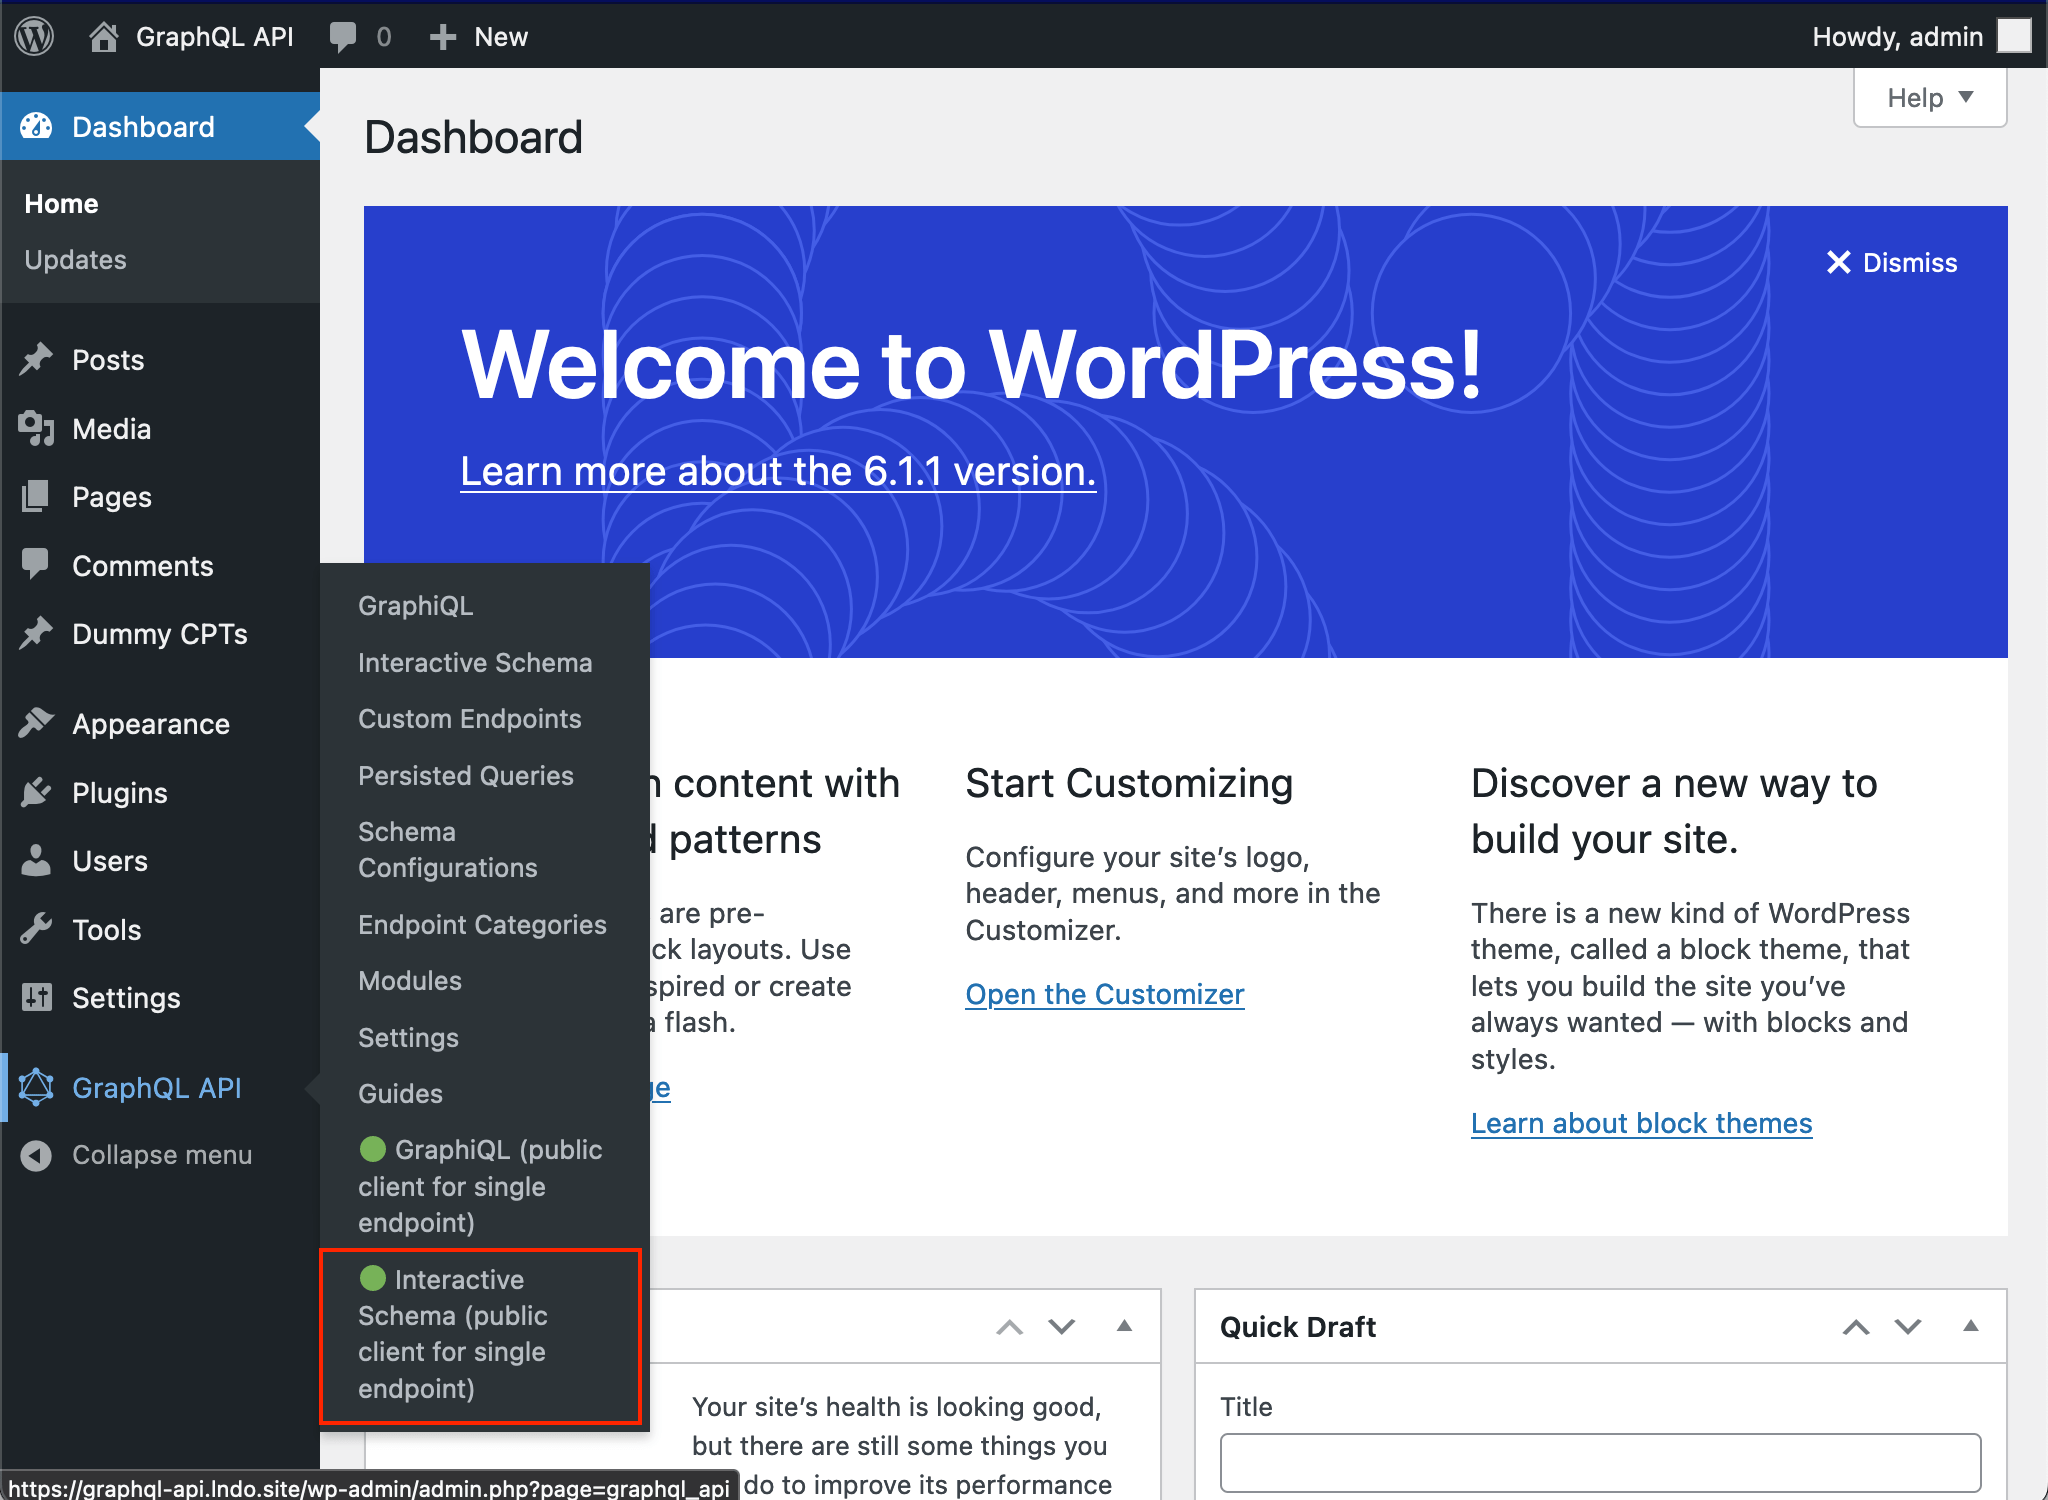 GraphQL API
0
New
Howdy, admin
Help
Dashboard
Home
Updates
Posts
Media
Pages
Comments
Dummy CPTs
Appearance
Plugins
Users
Tools
Settings
GraphQL API
Collapse menu
GraphiQL
Interactive Schema
Custom Endpoints
Persisted Queries
Schema
Configurations
Endpoint Categories
Modules
Settings
Guides
GraphiQL (public
client for single
endpoint)
Interactive
Schema (public
client for single
endpoint)
Dashboard
Dismiss
Welcome to WordPress!
Learn more about the 6.1.1 version.
content with
patterns
are pre-
layouts. Use
or create
flash.
Start Customizing
Configure your site’s logo,
header, menus, and more in the
Customizer.
Open the Customizer
Discover a new way to
build your site.
There is a new kind of WordPress
theme, called a block theme, that
lets you build the site you’ve
always wanted — with blocks and
styles.
Learn about block themes
Your site’s health is looking good,
but there are still some things you
do to improve its performance
Quick Draft
Title
https://graphql-api.lndo.site/wp-admin/admin.php?page=graphql_api